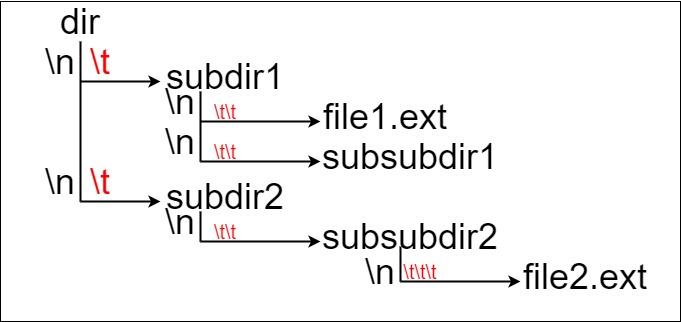 dir
\n \t
subdir1
\n \t\t file1.ext
\n \t\t subsubdir1
\n \t
subdir2
\n \t\t subsubdir2
\n \t\t\t file2.ext